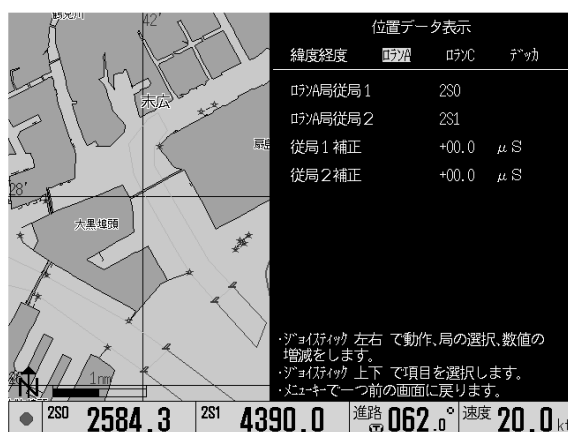 鶴見川
42'
末広
扇島
28'
大黒埠頭
26'
N
1nm
位置データ表示
緯度経度 ロランA ロランC デッカ
ロランA局従局1 2S0
ロランA局従局2 2S1
従局1補正 +00.0 μS
従局2補正 +00.0 μS
・ジョイスティック 左右 で動作、局の選択、数値の
増減をします。
・ジョイスティック 上下 で項目を選択します。
・メニューキーで一つ前の画面に戻ります。
2S0 2584.3 2S1 4390.0 進路 T 062.0° 速度 20.0 kt